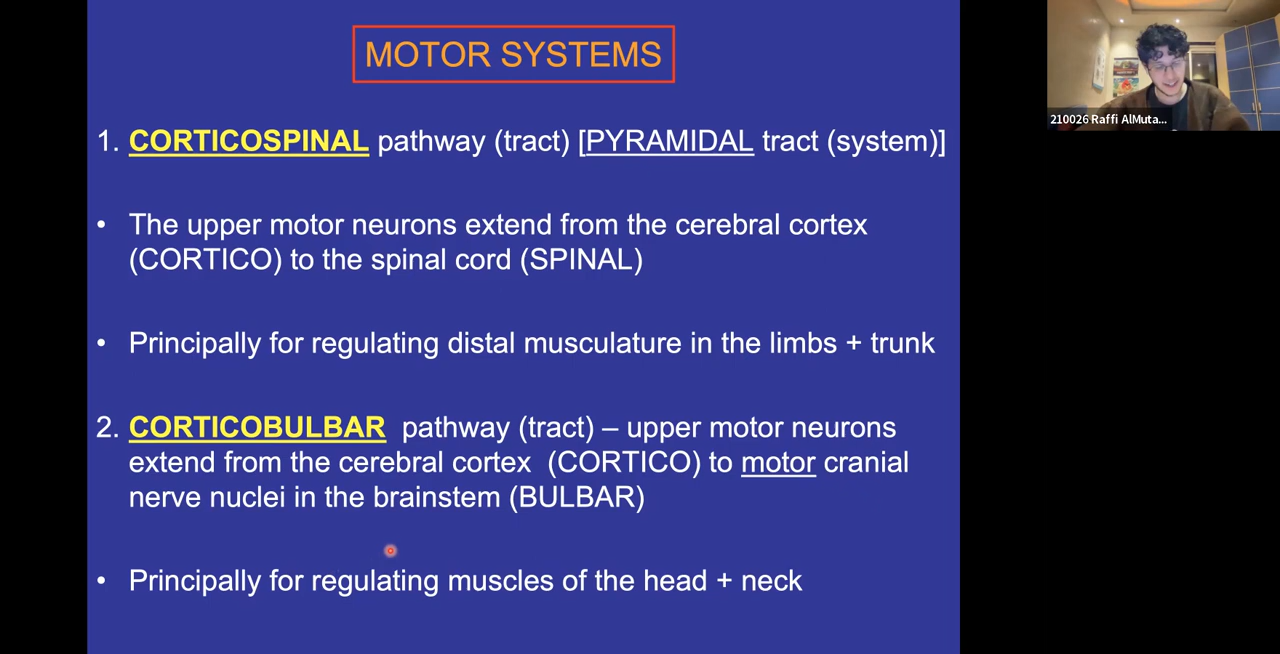 MOTOR SYSTEMS
1. CORTICOSPINAL pathway (tract) [PYRAMIDAL tract (system)]
• The upper motor neurons extend from the cerebral cortex
(CORTICO) to the spinal cord (SPINAL)
• Principally for regulating distal musculature in the limbs + trunk
2. CORTICOBULBAR pathway (tract) – upper motor neurons
extend from the cerebral cortex (CORTICO) to motor cranial
nerve nuclei in the brainstem (BULBAR)
• Principally for regulating muscles of the head + neck
210026 Raffi AlMuta...